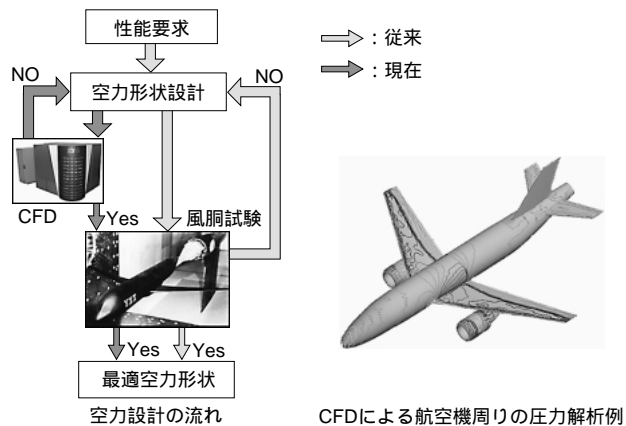 性能要求
⇨：従来
➡：現在
NO
NO
空力形状設計
CFD
Yes
風胴試験
Yes
Yes
最適空力形状
空力設計の流れ
CFDによる航空機周りの圧力解析例